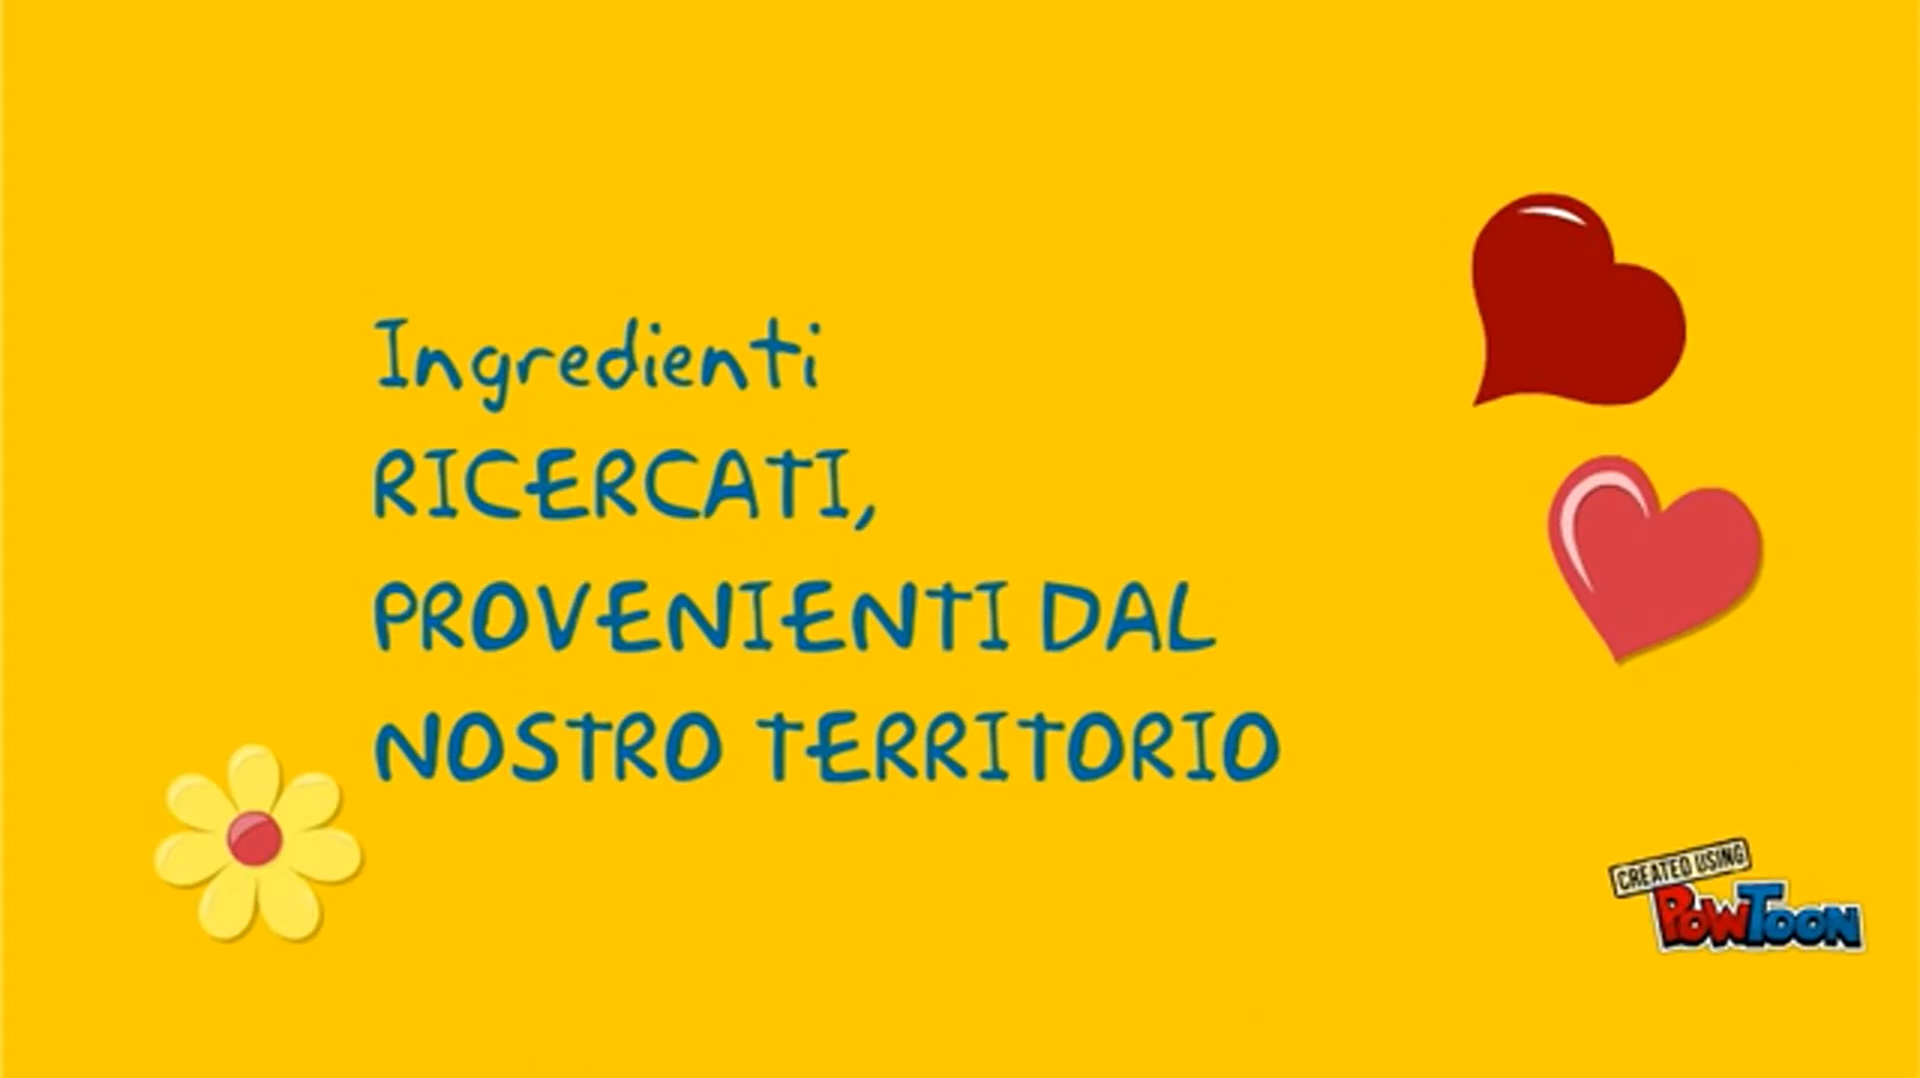 Ingredienti
RICERCATI,
PROVENIENTI DAL
NOSTRO TERRITORIO
CREATED USING
POWTOON